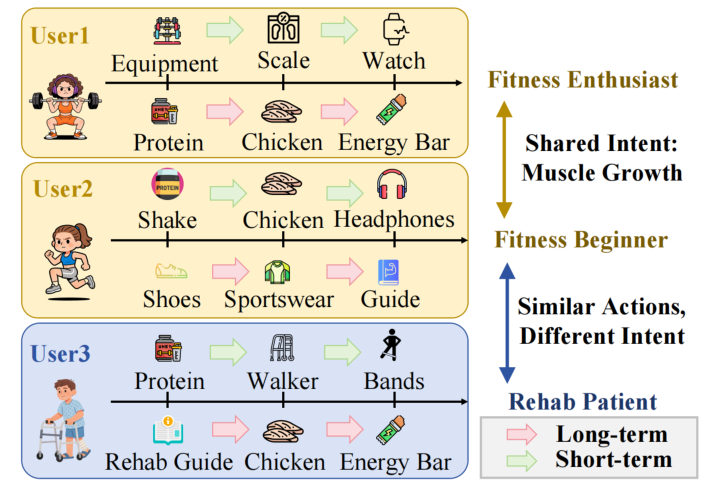 User1
Equipment Scale Watch
Protein Chicken Energy Bar
Fitness Enthusiast
Shared Intent:
Muscle Growth
User2
PROTEIN
Shake Chicken Headphones
Shoes Sportswear Guide
Fitness Beginner
Similar Actions,
Different Intent
User3
Protein Walker Bands
Rehab Guide Chicken Energy Bar
Rehab Patient
Long-term
Short-term